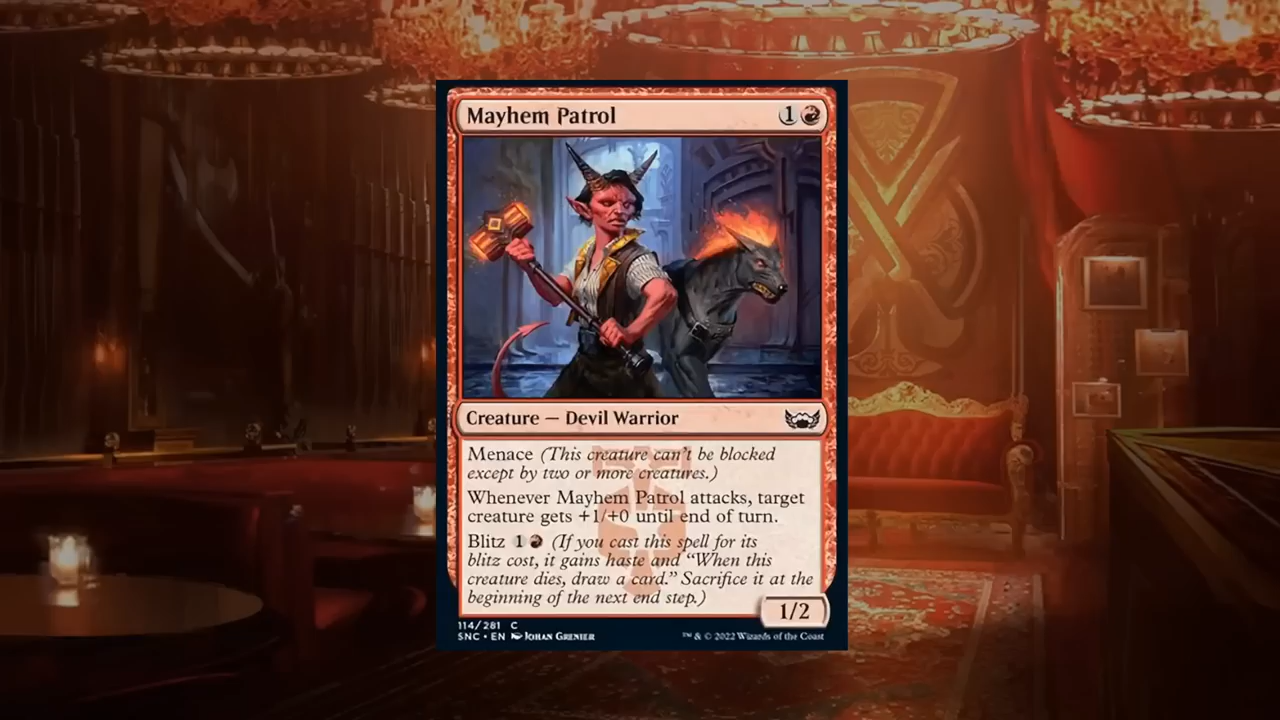 Mayhem Patrol 1
Creature — Devil Warrior
Menace (This creature can't be blocked
except by two or more creatures.)
Whenever Mayhem Patrol attacks, target
creature gets +1/+0 until end of turn.
Blitz 1 (If you cast this spell for its
blitz cost, it gains haste and “When this
creature dies, draw a card.” Sacrifice it at the
beginning of the next end step.)
1/2
114/281 C
SNC • EN Johan Grenier ™ & © 2022 Wizards of the Coast